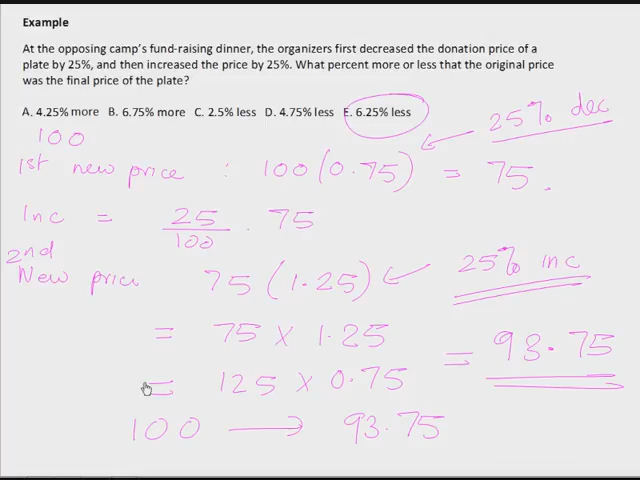 Example
At the opposing camp's fund-raising dinner, the organizers first decreased the donation price of a
plate by 25%, and then increased the price by 25%. What percent more or less that the original price
was the final price of the plate?
A. 4.25% more B. 6.75% more C. 2.5% less D. 4.75% less E. 6.25% less
100
25% dec
1st new price : 100 (0.75) = 75.
Inc = 25/100 . 75
2nd
New price 75 (1.25)
25% inc
= 75 × 1.25
= 93.75
= 125 × 0.75
100 → 93.75